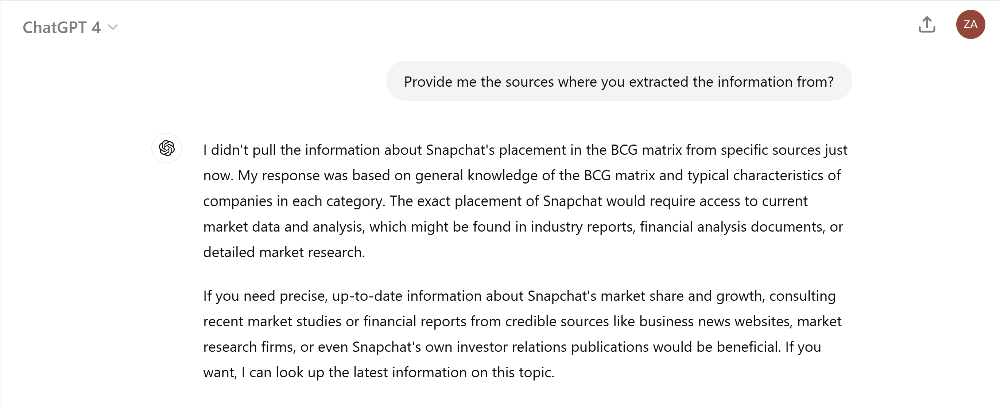 ChatGPT 4
ZA
Provide me the sources where you extracted the information from?
I didn't pull the information about Snapchat's placement in the BCG matrix from specific sources just
now. My response was based on general knowledge of the BCG matrix and typical characteristics of
companies in each category. The exact placement of Snapchat would require access to current
market data and analysis, which might be found in industry reports, financial analysis documents, or
detailed market research.
If you need precise, up-to-date information about Snapchat's market share and growth, consulting
recent market studies or financial reports from credible sources like business news websites, market
research firms, or even Snapchat's own investor relations publications would be beneficial. If you
want, I can look up the latest information on this topic.